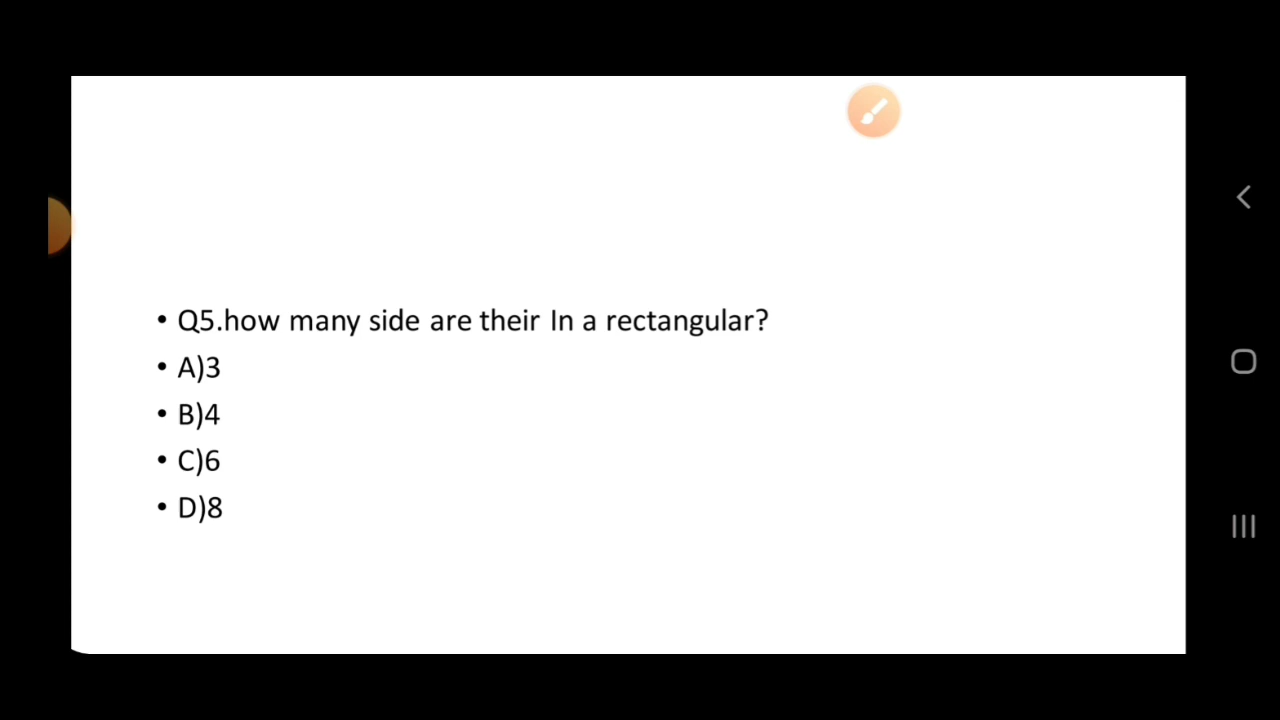 • Q5.how many side are their In a rectangular?
• A)3
• B)4
• C)6
• D)8